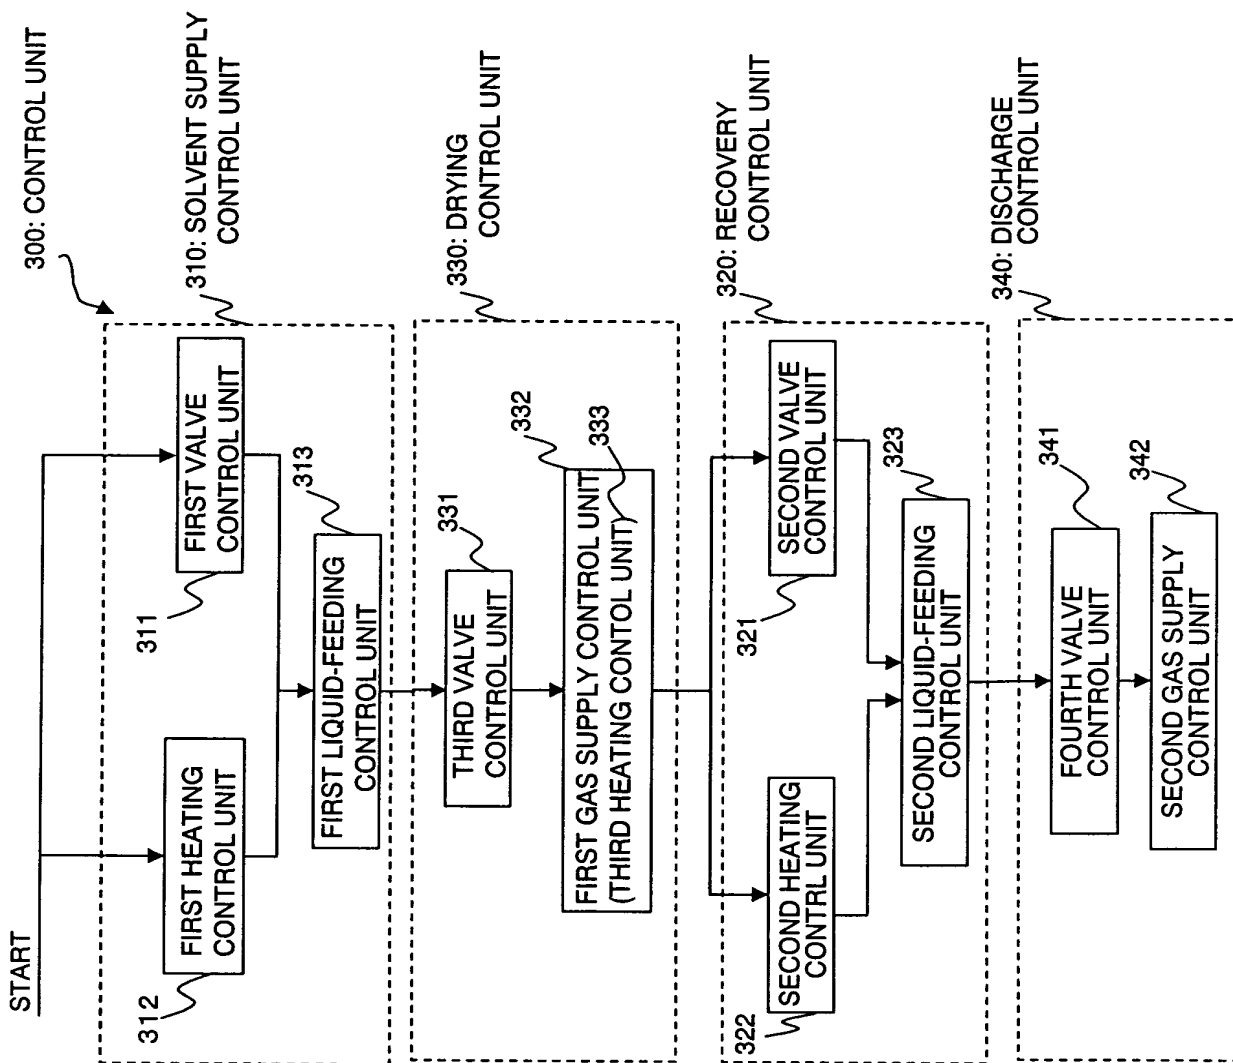 START
300: CONTROL UNIT
310: SOLVENT SUPPLY
CONTROL UNIT
312
FIRST HEATING
CONTROL UNIT
311
FIRST VALVE
CONTROL UNIT
313
FIRST LIQUID-FEEDING
CONTROL UNIT
330: DRYING
CONTROL UNIT
331
THIRD VALVE
CONTROL UNIT
332
FIRST GAS SUPPLY CONTROL UNIT
(THIRD HEATING CONTOL UNIT)
333
320: RECOVERY
CONTROL UNIT
322
SECOND HEATING
CONTRL UNIT
321
SECOND VALVE
CONTROL UNIT
323
SECOND LIQUID-FEEDING
CONTROL UNIT
340: DISCHARGE
CONTROL UNIT
341
FOURTH VALVE
CONTROL UNIT
342
SECOND GAS SUPPLY
CONTROL UNIT